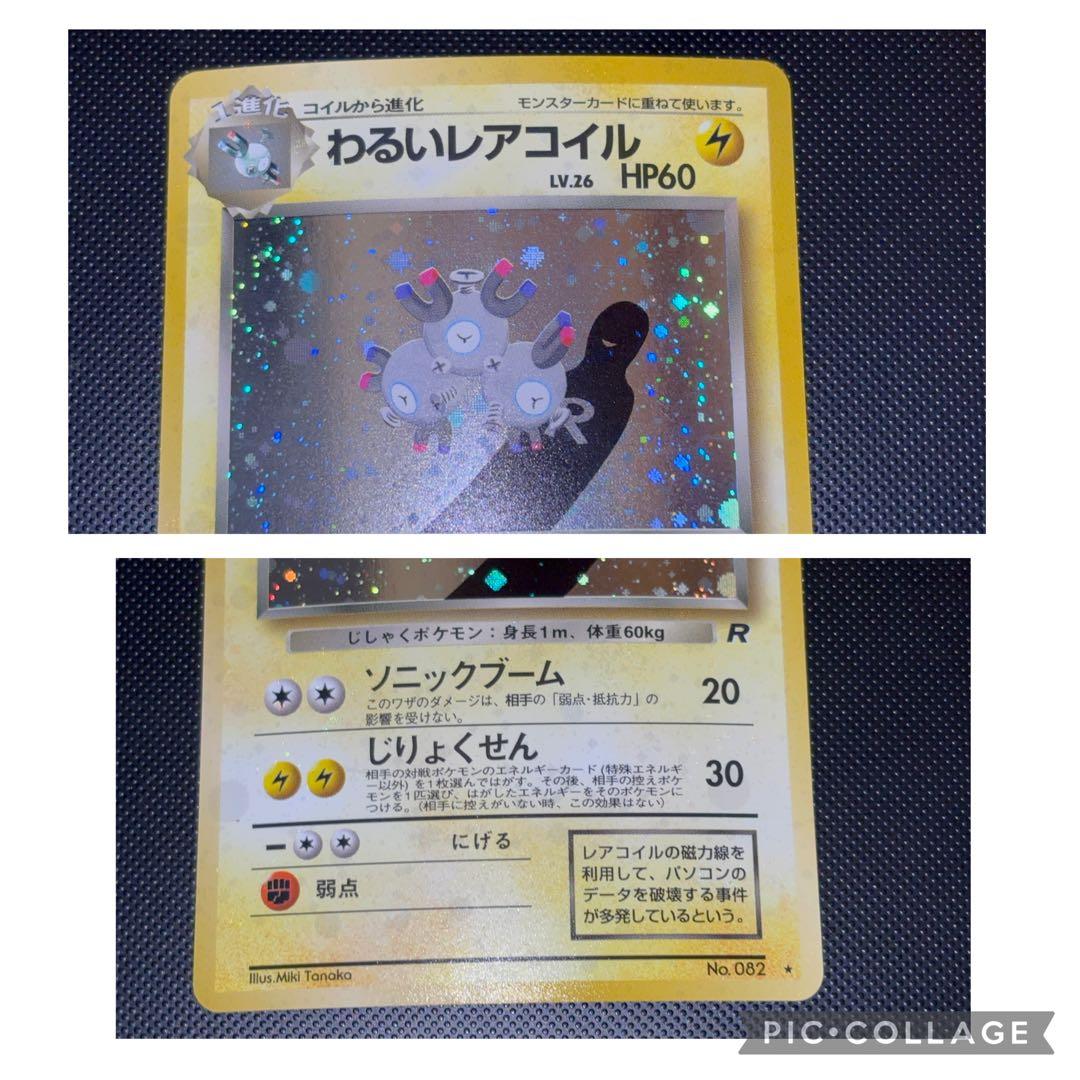 1進化 コイルから進化 モンスターカードに重ねて使います。
わるいレアコイル
LV.26 HP60
R
じしゃくポケモン：身長1m、体重60kg R
ソニックブーム 20
このワザのダメージは、相手の「弱点・抵抗力」の
影響を受けない。
じりょくせん 30
相手の対戦ポケモンのエネルギーカード(特殊エネルギ
ー以外)を1枚選んではがす。その後、相手の控えポケ
モンを1匹選び、はがしたエネルギーをそのポケモンに
つける。(相手に控えがいない時、この効果はない)
にげる
弱点
レアコイルの磁力線を
利用して、パソコンの
データを破壊する事件
が多発しているという。
Illus.Miki Tanaka No. 082 ★
PIC•COLLAGE